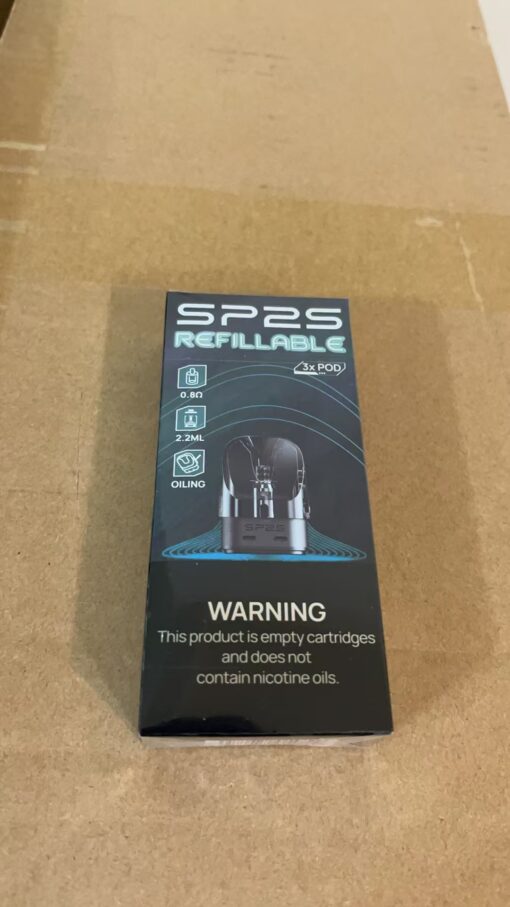 SP2S
REFILLABLE
3x POD
0.8Ω
2.2ML
OILING
SP2S
WARNING
This product is empty cartridges
and does not
contain nicotine oils.